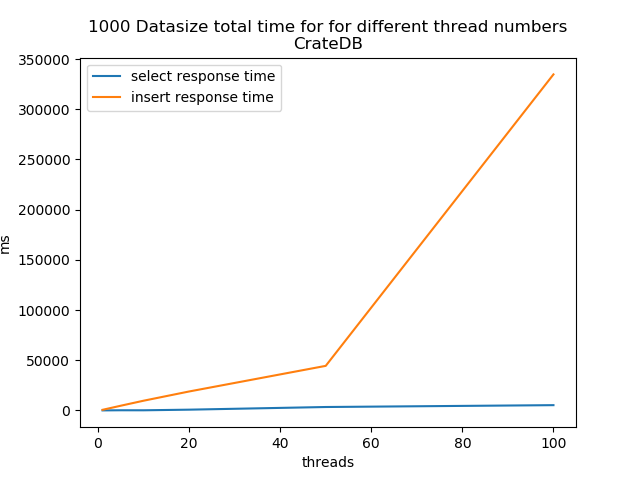 1000 Datasize total time for for different thread numbers
CrateDB
select response time
insert response time
350000
300000
250000
200000
150000
100000
50000
0
ms
0
20
40
60
80
100
threads